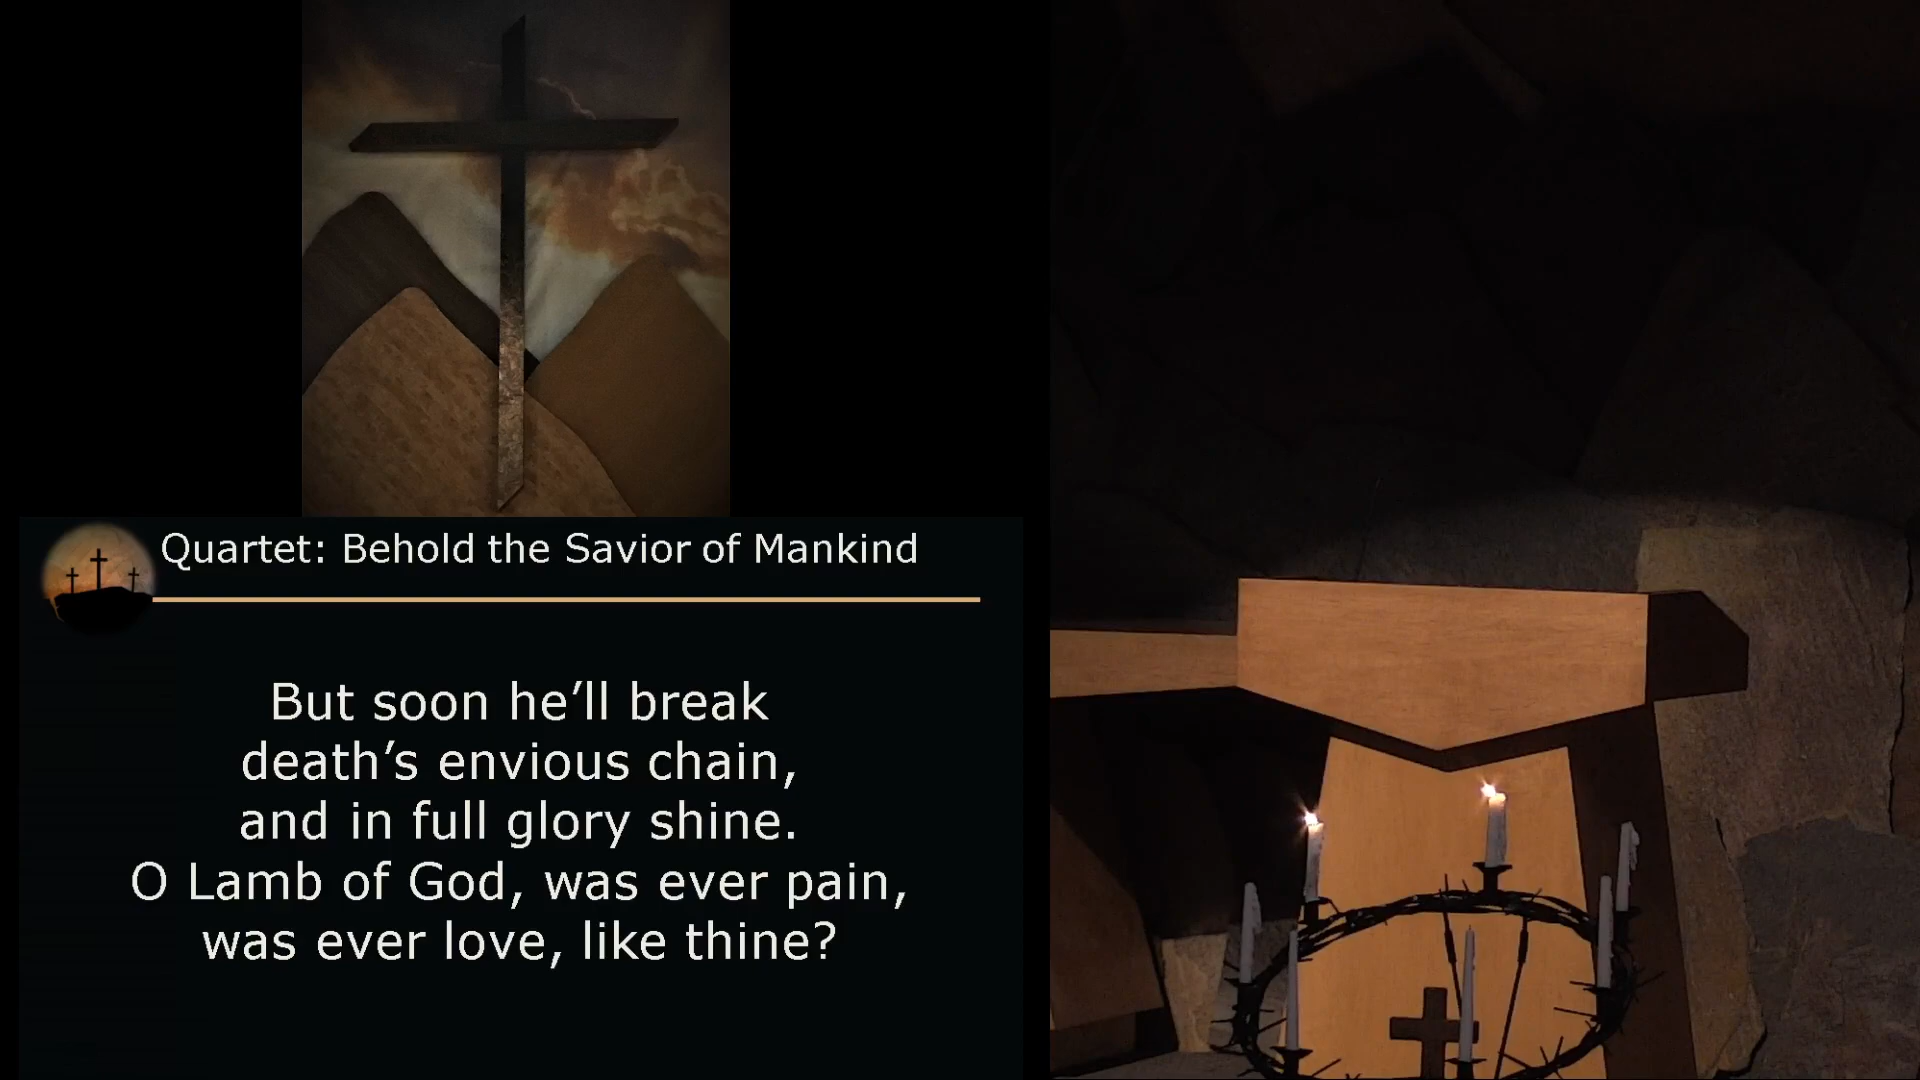 Quartet: Behold the Savior of Mankind
But soon he’ll break
death’s envious chain,
and in full glory shine.
O Lamb of God, was ever pain,
was ever love, like thine?